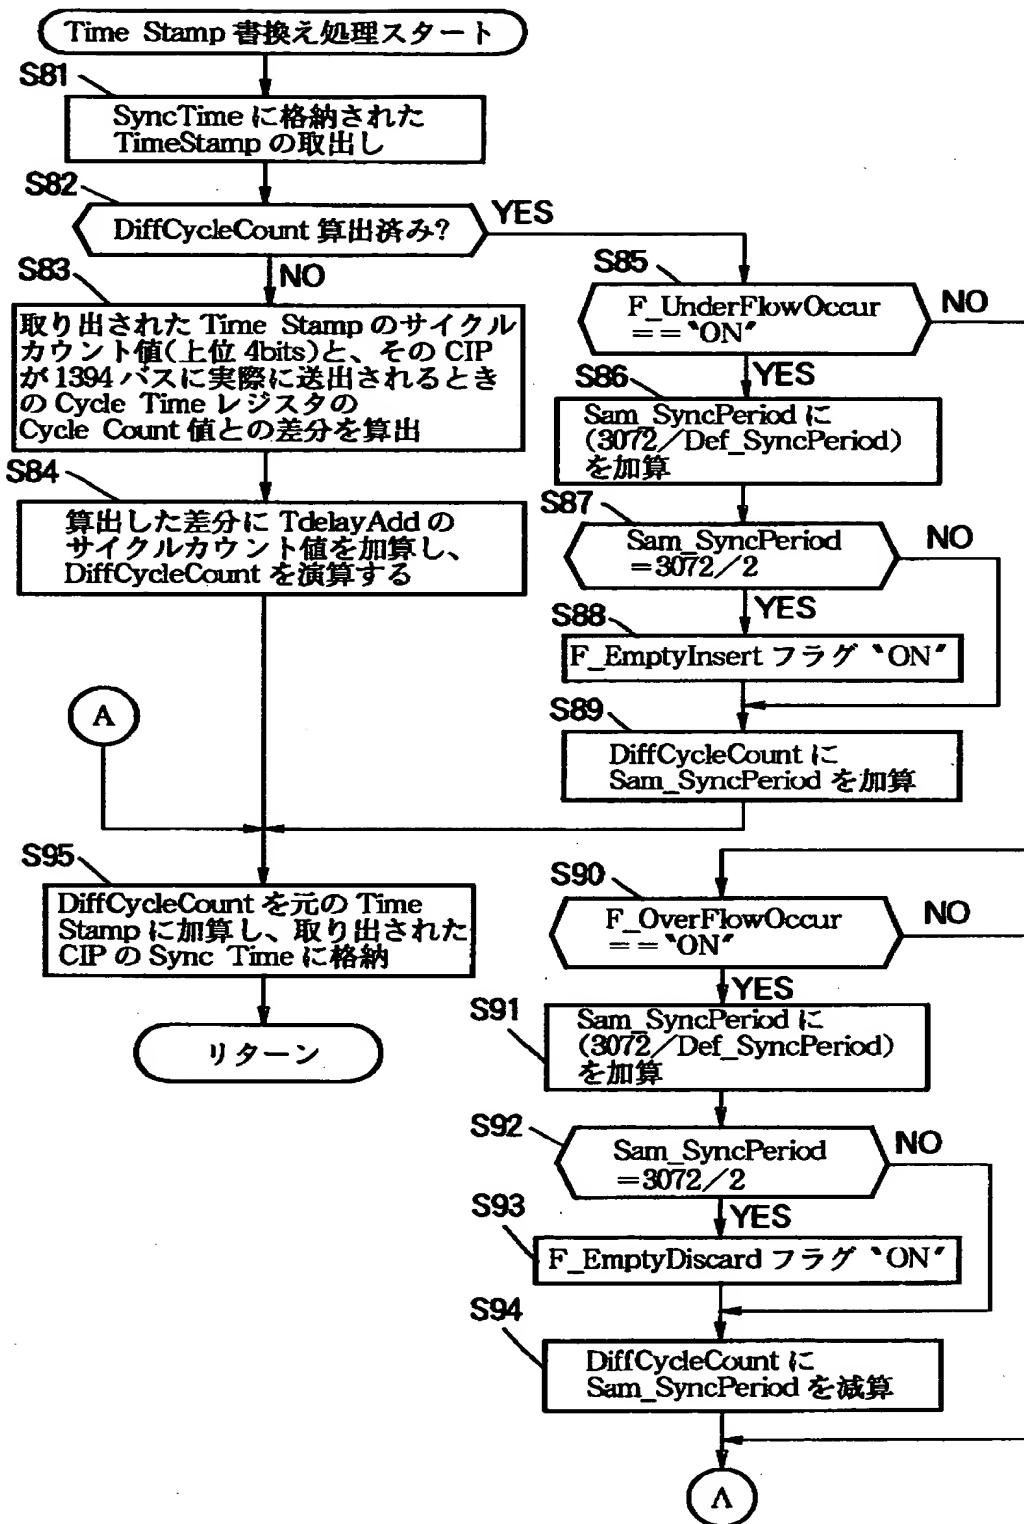 Time Stamp 書換え処理スタート
S81
SyncTime に格納された
TimeStamp の取出し
S82
DiffCycleCount 算出済み?
YES
NO
S83
取り出された Time Stamp のサイクル
カウント値(上位 4bits)と、その CIP
が 1394 バスに実際に送出されるとき
の Cycle Time レジスタの
Cycle Count 値との差分を算出
S84
算出した差分に TdelayAdd の
サイクルカウント値を加算し、
DiffCycleCount を演算する
S85
F_UnderFlowOccur
==〝ON〞
NO
YES
S86
Sam_SyncPeriod に
(3072/Def_SyncPeriod)
を加算
S87
Sam_SyncPeriod
=3072/2
NO
YES
S88
F_EmptyInsert フラグ〝ON〞
S89
DiffCycleCount に
Sam_SyncPeriod を加算
A
S95
DiffCycleCount を元の Time
Stamp に加算し、取り出された
CIP の Sync Time に格納
リターン
S90
F_OverFlowOccur
==〝ON〞
NO
YES
S91
Sam_SyncPeriod に
(3072/Def_SyncPeriod)
を加算
S92
Sam_SyncPeriod
=3072/2
NO
YES
S93
F_EmptyDiscard フラグ〝ON〞
S94
DiffCycleCount に
Sam_SyncPeriod を減算
A